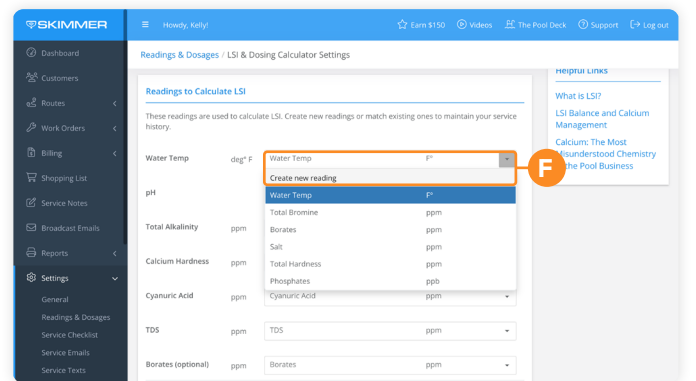 SKIMMER
Howdy, Kelly!
Earn $150
Videos
The Pool Deck
Support
Log out
Dashboard
Customers
Routes
Work Orders
Billing
Shopping List
Service Notes
Broadcast Emails
Reports
Settings
General
Readings & Dosages
Service Checklist
Service Emails
Service Texts
Readings & Dosages / LSI & Dosing Calculator Settings
Readings to Calculate LSI
These readings are used to calculate LSI. Create new readings or match existing ones to maintain your service
history.
Water Temp deg° F Water Temp F°
Create new reading
Water Temp F°
Total Bromine ppm
Borates ppm
Salt ppm
Total Hardness ppm
Phosphates ppb
pH
Total Alkalinity ppm
Calcium Hardness ppm
Cyanuric Acid ppm Cyanuric Acid ppm
TDS ppm TDS ppm
Borates (optional) ppm Borates ppm
F
Helpful Links
What is LSI?
LSI Balance and Calcium
Management
Calcium: The Most
Misunderstood Chemistry
the Pool Business